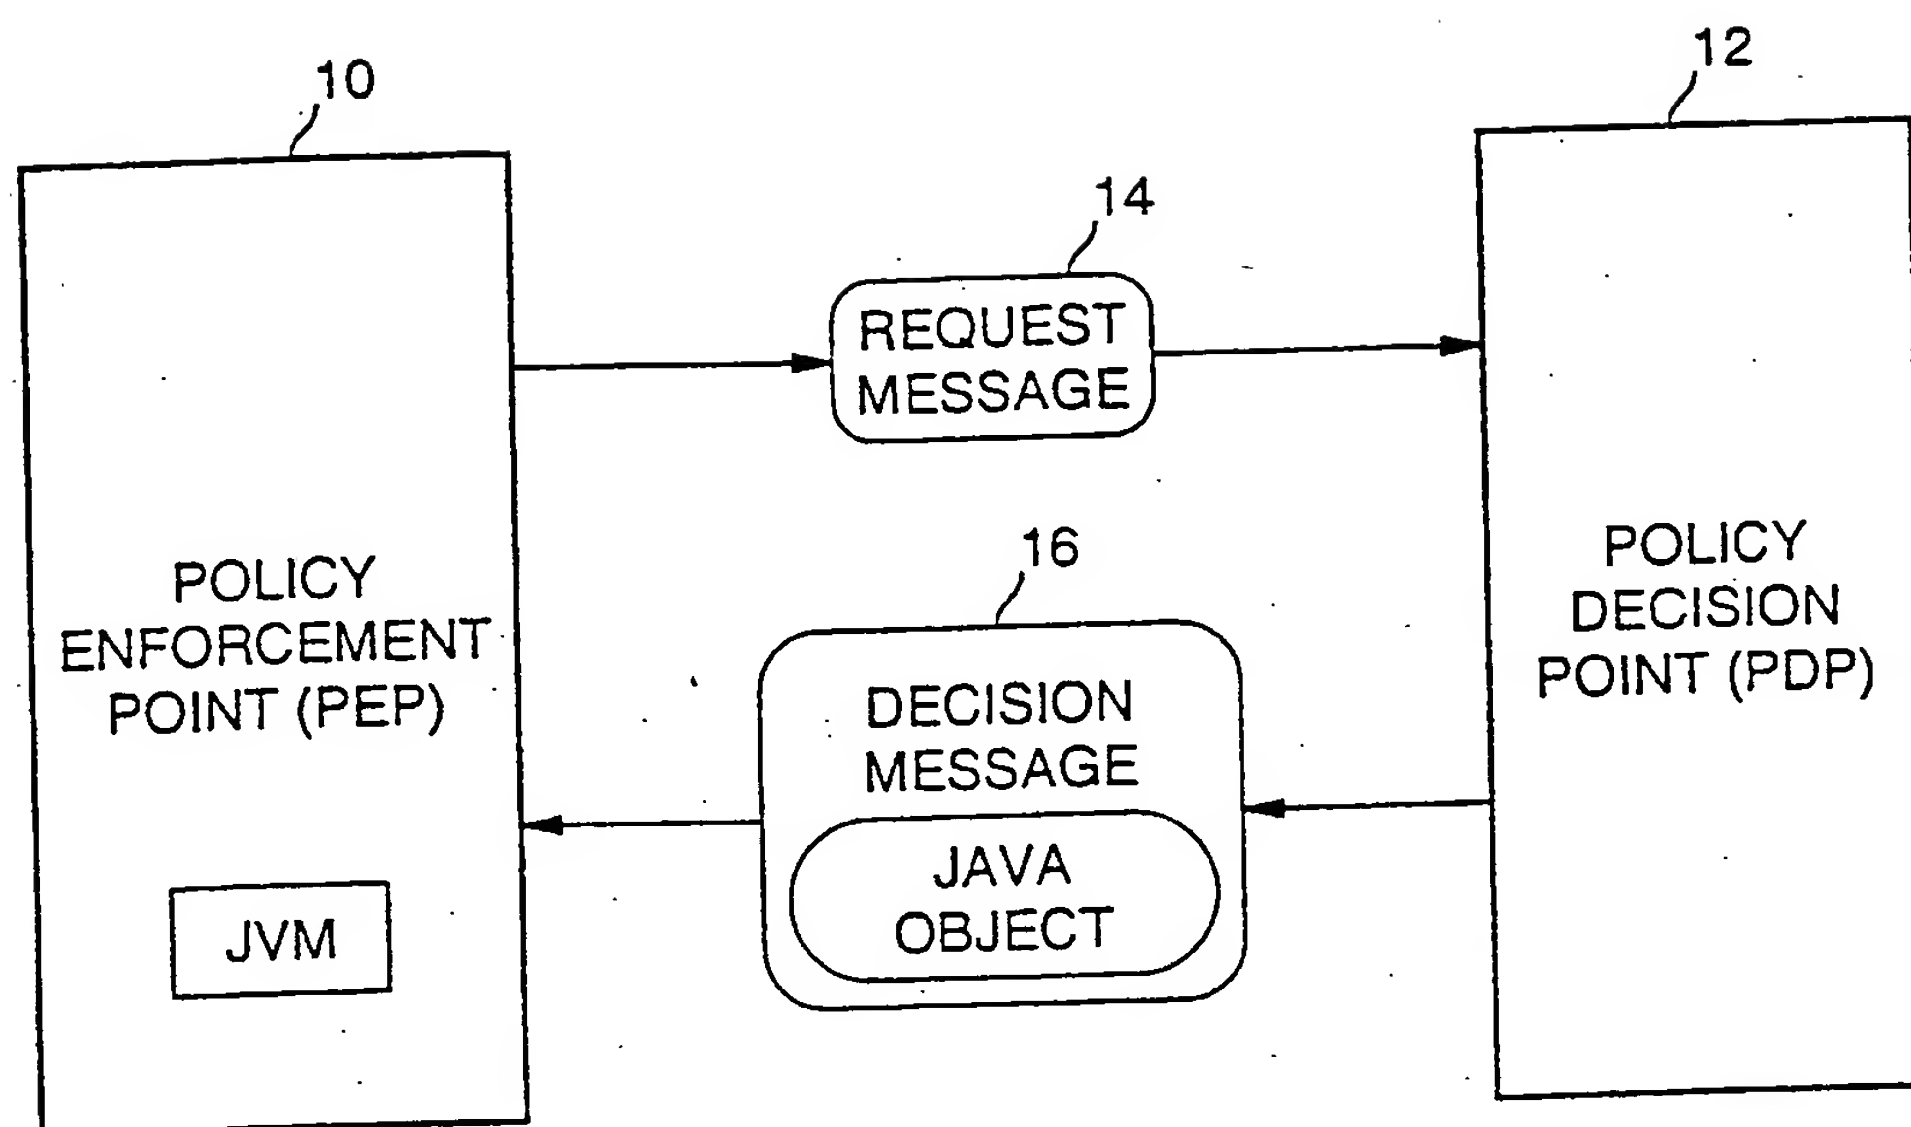 10
12
14
REQUEST
MESSAGE
16
POLICY
ENFORCEMENT
POINT (PEP)
JVM
DECISION
MESSAGE
JAVA
OBJECT
POLICY
DECISION
POINT (PDP)